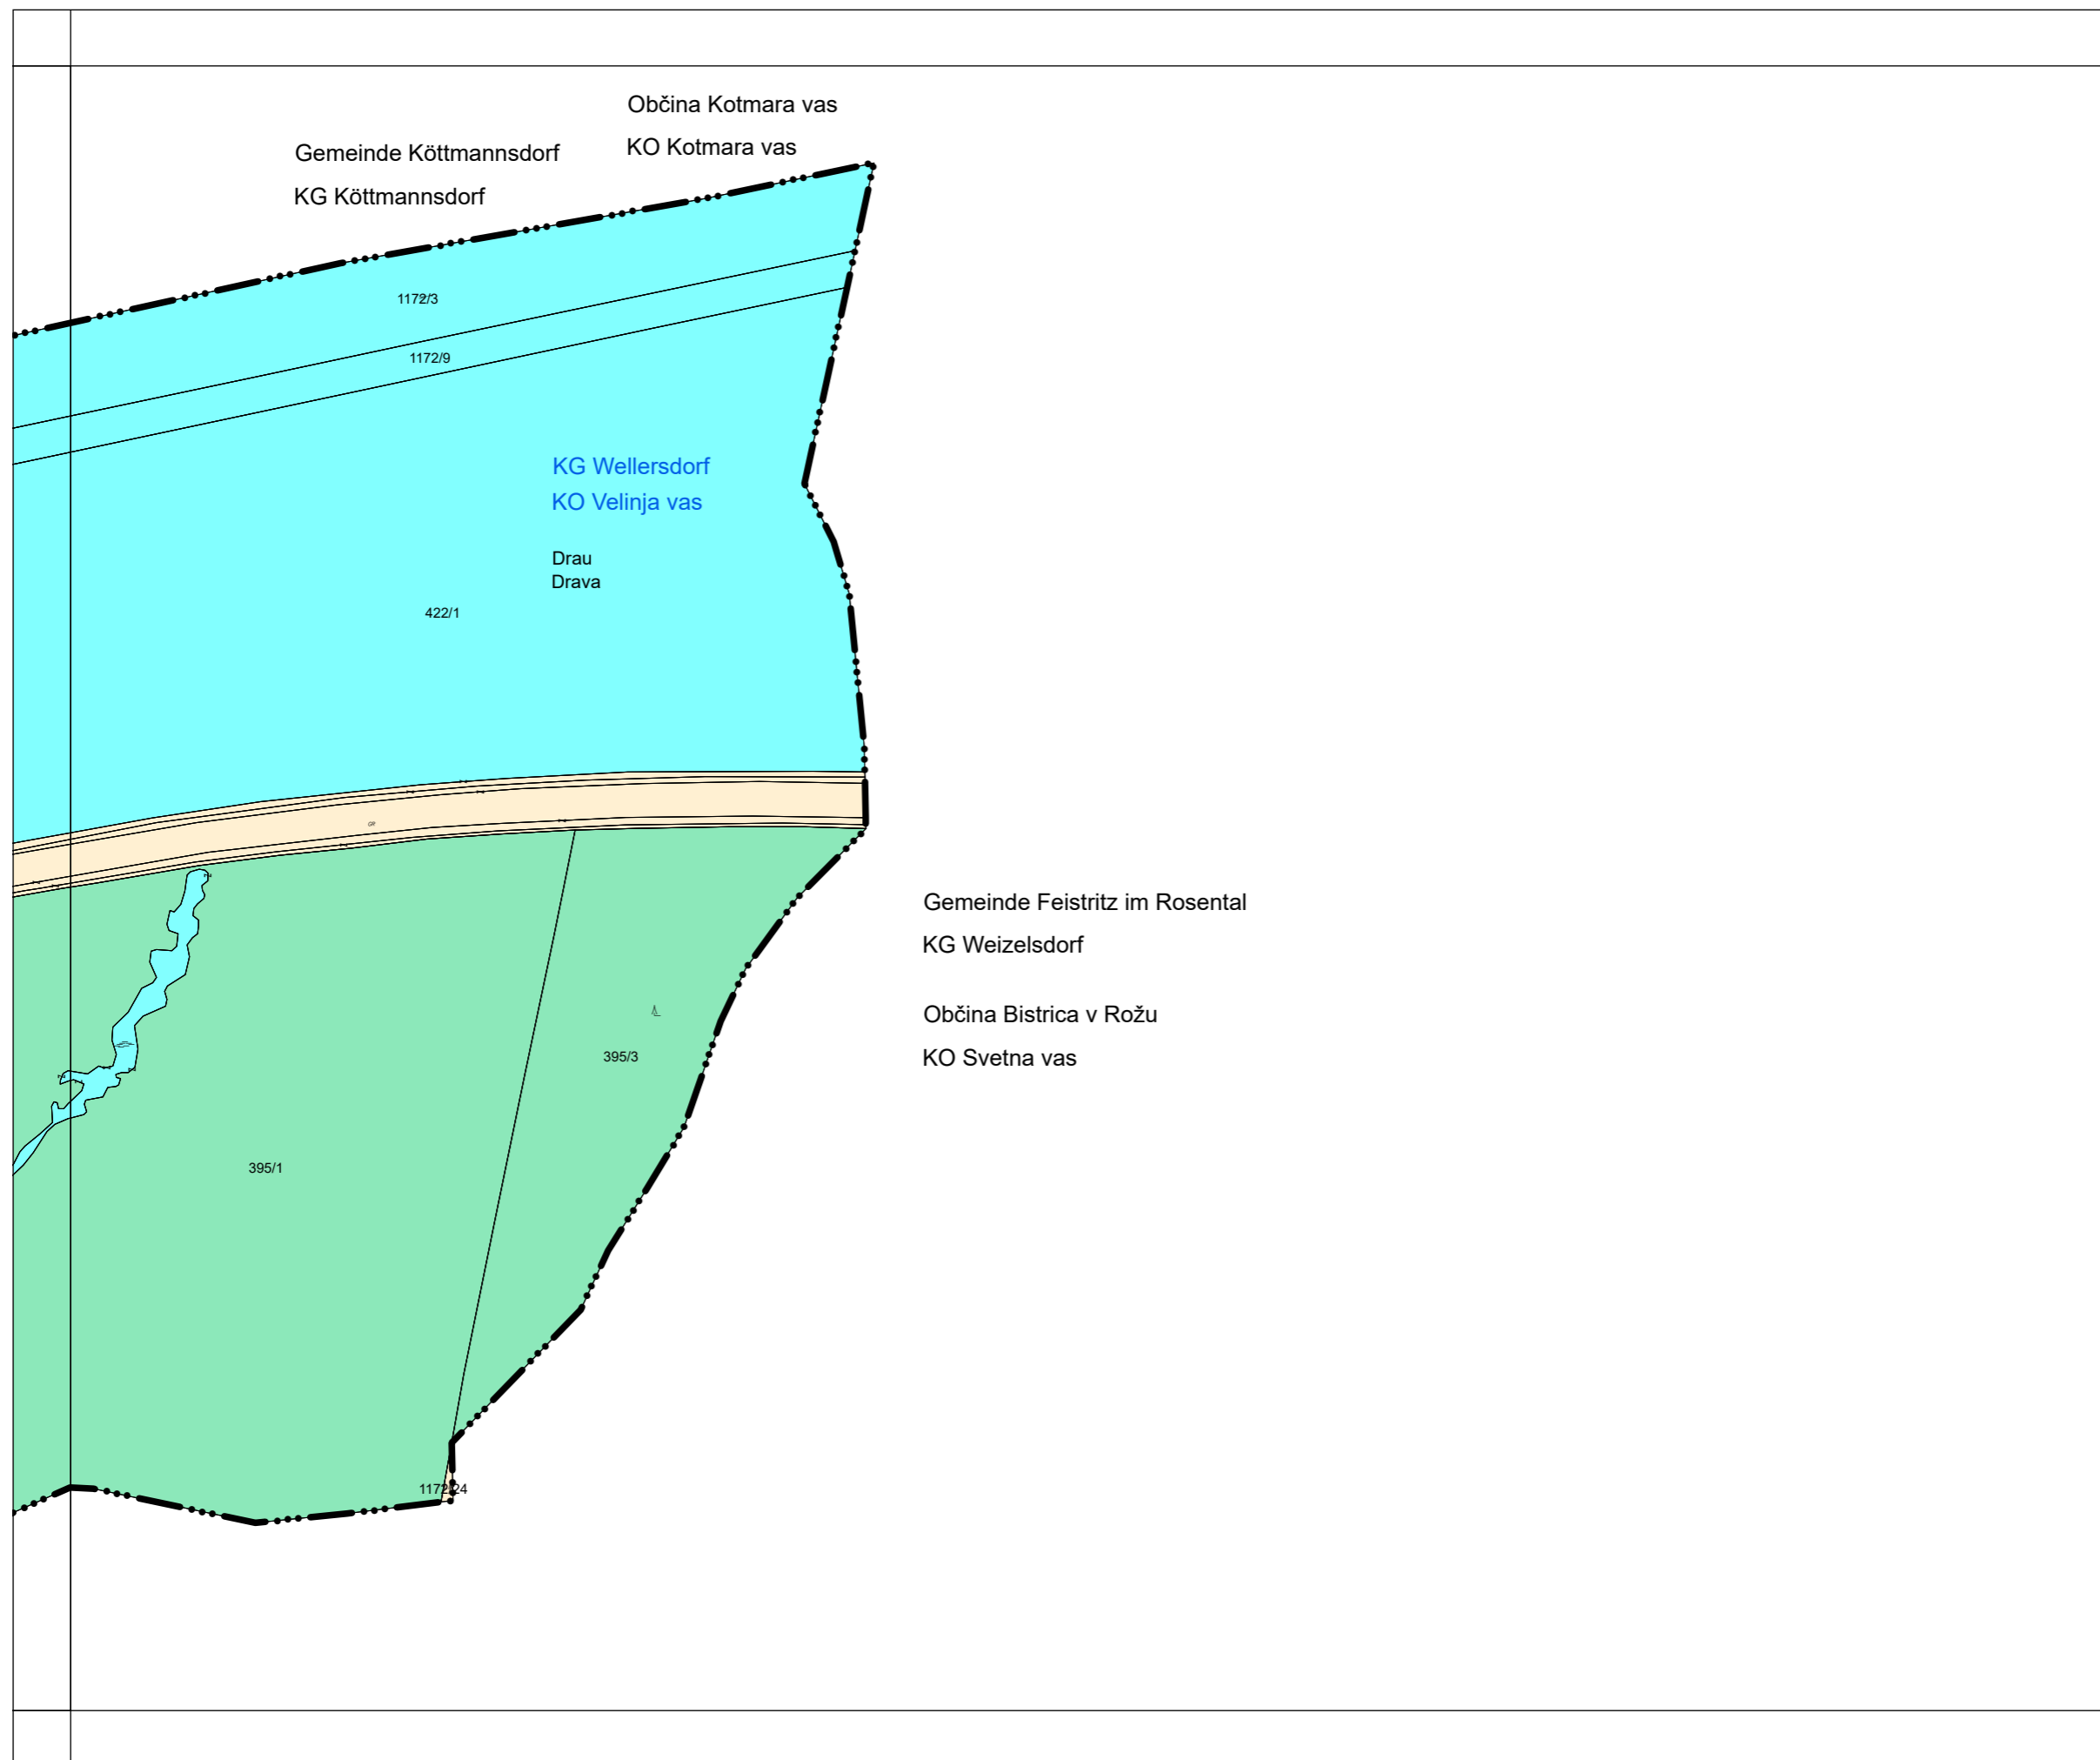 Občina Kotmara vas
KO Kotmara vas
Gemeinde Köttmannsdorf
KG Köttmannsdorf
1172/3
1172/9
KG Wellersdorf
KO Velinja vas
Drau
Drava
422/1
GR
Gemeinde Feistritz im Rosental
KG Weizelsdorf
Občina Bistrica v Rožu
KO Svetna vas
395/3
395/1
1172/24